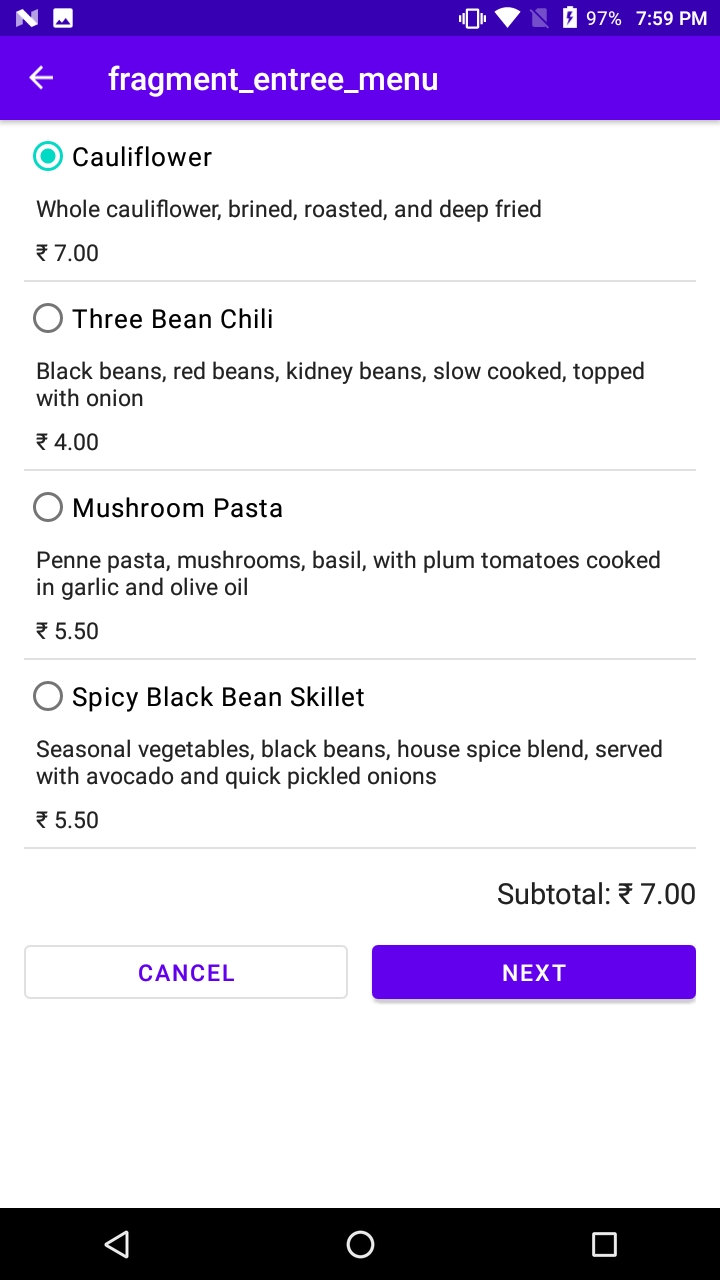 97% 7:59 PM
fragment_entree_menu
Cauliflower
Whole cauliflower, brined, roasted, and deep fried
₹ 7.00
Three Bean Chili
Black beans, red beans, kidney beans, slow cooked, topped
with onion
₹ 4.00
Mushroom Pasta
Penne pasta, mushrooms, basil, with plum tomatoes cooked
in garlic and olive oil
₹ 5.50
Spicy Black Bean Skillet
Seasonal vegetables, black beans, house spice blend, served
with avocado and quick pickled onions
₹ 5.50
Subtotal: ₹ 7.00
CANCEL NEXT